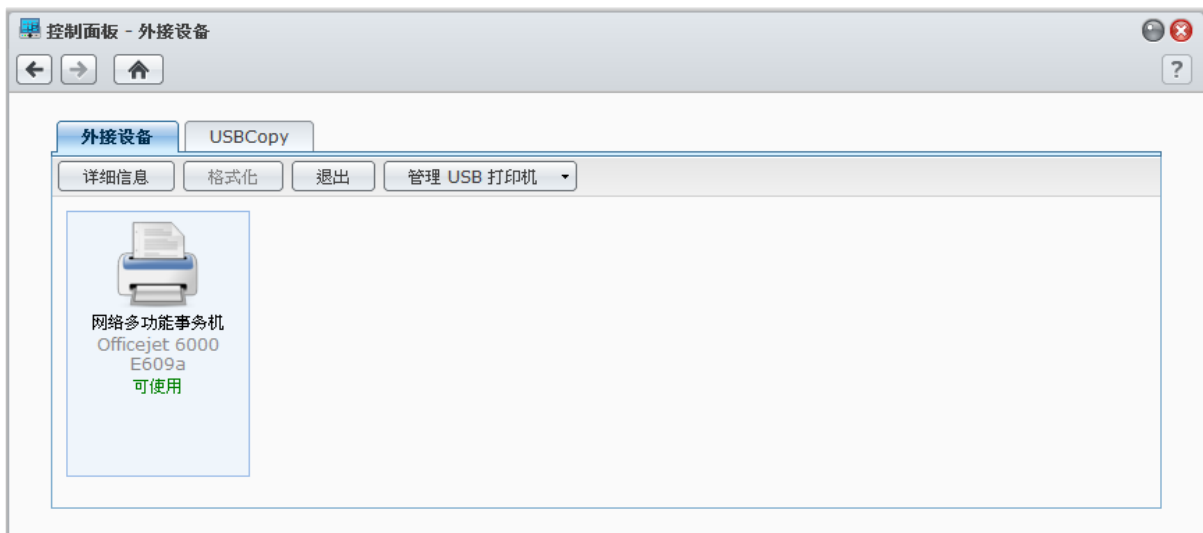 控制面板 - 外接设备
?
外接设备
USBCopy
详细信息
格式化
退出
管理 USB 打印机
网络多功能事务机
Officejet 6000
E609a
可使用